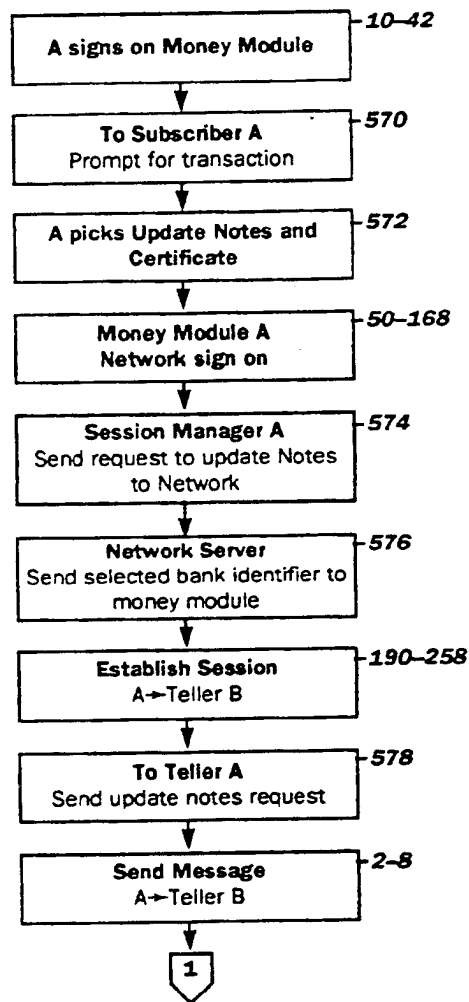 A signs on Money Module
10–42
To Subscriber A
Prompt for transaction
570
A picks Update Notes and
Certificate
572
Money Module A
Network sign on
50–168
Session Manager A
Send request to update Notes
to Network
574
Network Server
Send selected bank identifier to
money module
576
Establish Session
A→Teller B
190–258
To Teller A
Send update notes request
578
Send Message
A→Teller B
2–8
1